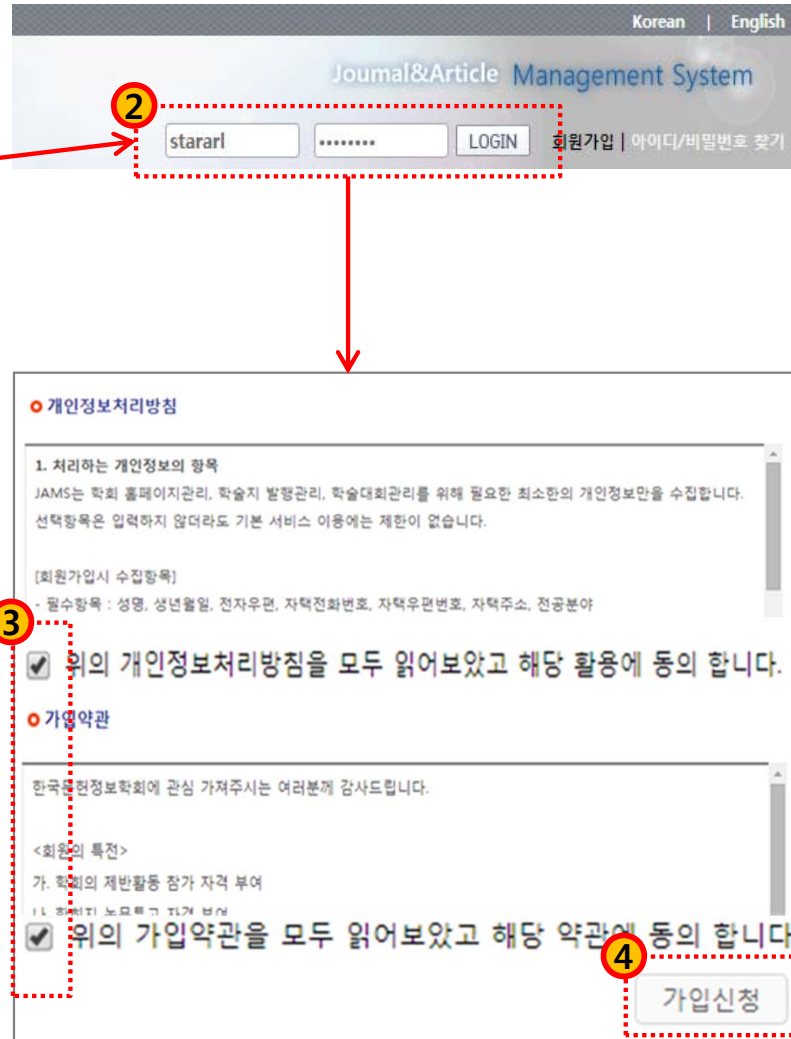 Korean | English
Joumal&Article Management System
2
stararl ******** LOGIN 회원가입 | 아이디/비밀번호 찾기
개인정보처리방침
1. 처리하는 개인정보의 항목
JAMS는 학회 홈페이지관리, 학술지 발행관리, 학술대회관리를 위해 필요한 최소한의 개인정보만을 수집합니다.
선택항목은 입력하지 않더라도 기본 서비스 이용에는 제한이 없습니다.
[회원가입시 수집항목]
- 필수항목 : 성명, 생년월일, 전자우편, 자택전화번호, 자택우편번호, 자택주소, 전공분야
3
위의 개인정보처리방침을 모두 읽어보았고 해당 활용에 동의 합니다.
가입약관
한국문헌정보학회에 관심 가져주시는 여러분께 감사드립니다.
<회원의 특전>
가. 학회의 제반활동 참가 자격 부여
나. 학회지 논문투고 자격 부여
위의 가입약관을 모두 읽어보았고 해당 약관에 동의 합니다
4
가입신청